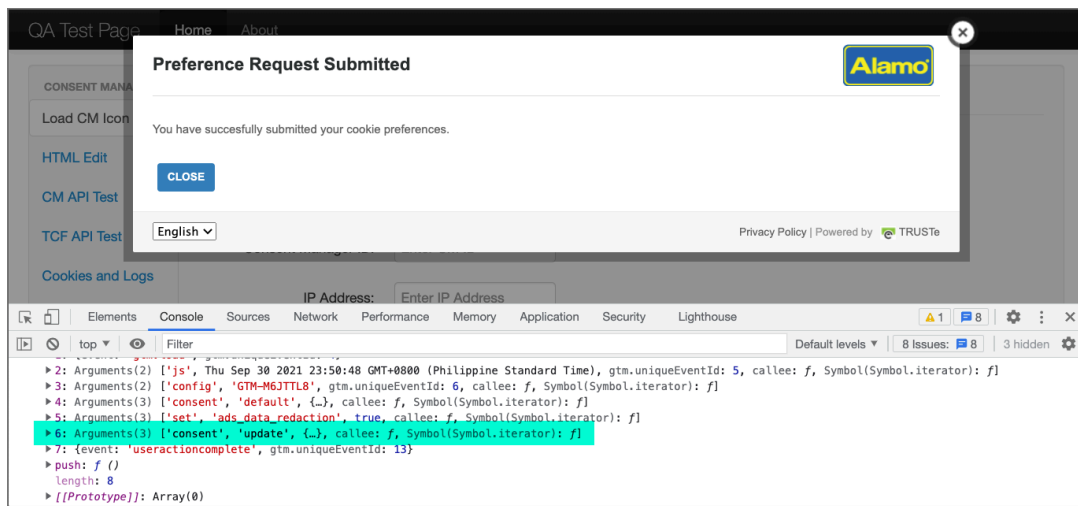 QA Test Page Home About
Preference Request Submitted
Alamo
CONSENT MANA
Load CM Icon
You have succesfully submitted your cookie preferences.
HTML Edit
CLOSE
CM API Test
TCF API Test
English
Privacy Policy | Powered by TRUSTe
Cookies and Logs
IP Address: Enter IP Address
Elements Console Sources Network Performance Memory Application Security Lighthouse 1 8
top Filter Default levels 8 Issues: 8 3 hidden
2: Arguments(2) ['js', Thu Sep 30 2021 23:50:48 GMT+0800 (Philippine Standard Time), gtm.uniqueEventId: 5, callee: ƒ, Symbol(Symbol.iterator): ƒ]
3: Arguments(2) ['config', 'GTM-M6JTTL8', gtm.uniqueEventId: 6, callee: ƒ, Symbol(Symbol.iterator): ƒ]
4: Arguments(3) ['consent', 'default', {…}, callee: ƒ, Symbol(Symbol.iterator): ƒ]
5: Arguments(3) ['set', 'ads_data_redaction', true, callee: ƒ, Symbol(Symbol.iterator): ƒ]
6: Arguments(3) ['consent', 'update', {…}, callee: ƒ, Symbol(Symbol.iterator): ƒ]
7: {event: 'useractioncomplete', gtm.uniqueEventId: 13}
push: ƒ ()
length: 8
[[Prototype]]: Array(0)